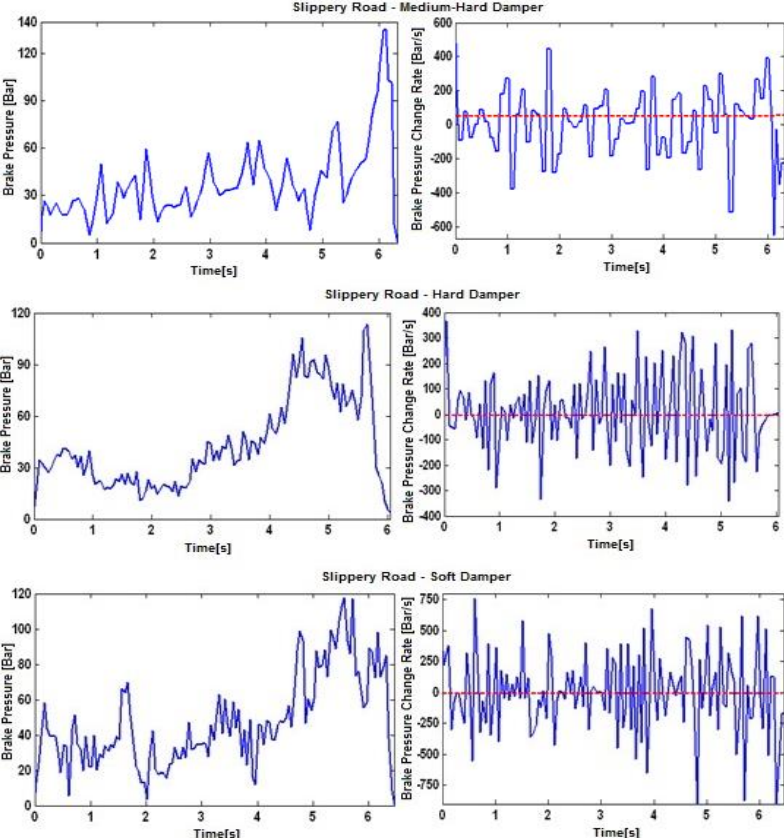 Slippery Road - Medium-Hard Damper
Brake Pressure [Bar]
140
120
90
60
30
0
0 1 2 3 4 5 6
Time[s]
Brake Pressure Change Rate [Bar/s]
600
400
200
0
-200
-400
-600
0 1 2 3 4 5 6
Time[s]
Slippery Road - Hard Damper
Brake Pressure [Bar]
120
90
60
30
0
0 1 2 3 4 5 6
Time[s]
Brake Pressure Change Rate [Bar/s]
400
300
200
100
0
-100
-200
-300
-400
0 1 2 3 4 5 6
Time[s]
Slippery Road - Soft Damper
Brake Pressure [Bar]
120
100
80
60
40
20
0
0 1 2 3 4 5 6
Time[s]
Brake Pressure Change Rate [Bar/s]
750
500
250
0
-250
-500
-750
0 1 2 3 4 5 6
Time[s]